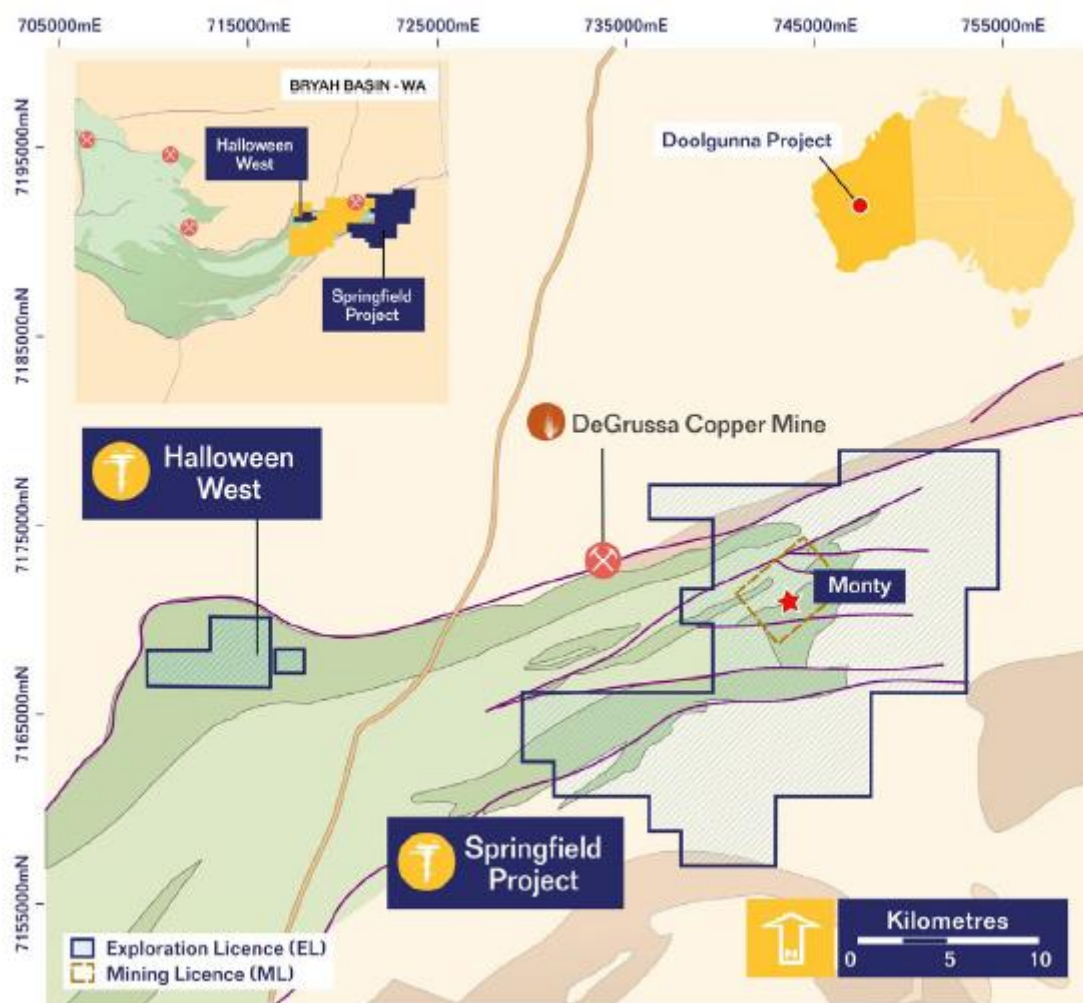 705000mE
715000mE
725000mE
735000mE
745000mE
755000mE
7195000mN
7185000mN
7175000mN
7165000mN
7155000mN
BRYAH BASIN - WA
Halloween
West
Springfield
Project
Doolgunna Project
DeGrussa Copper Mine
Halloween
West
Monty
Springfield
Project
Exploration Licence (EL)
Mining Licence (ML)
N
Kilometres
0 5 10